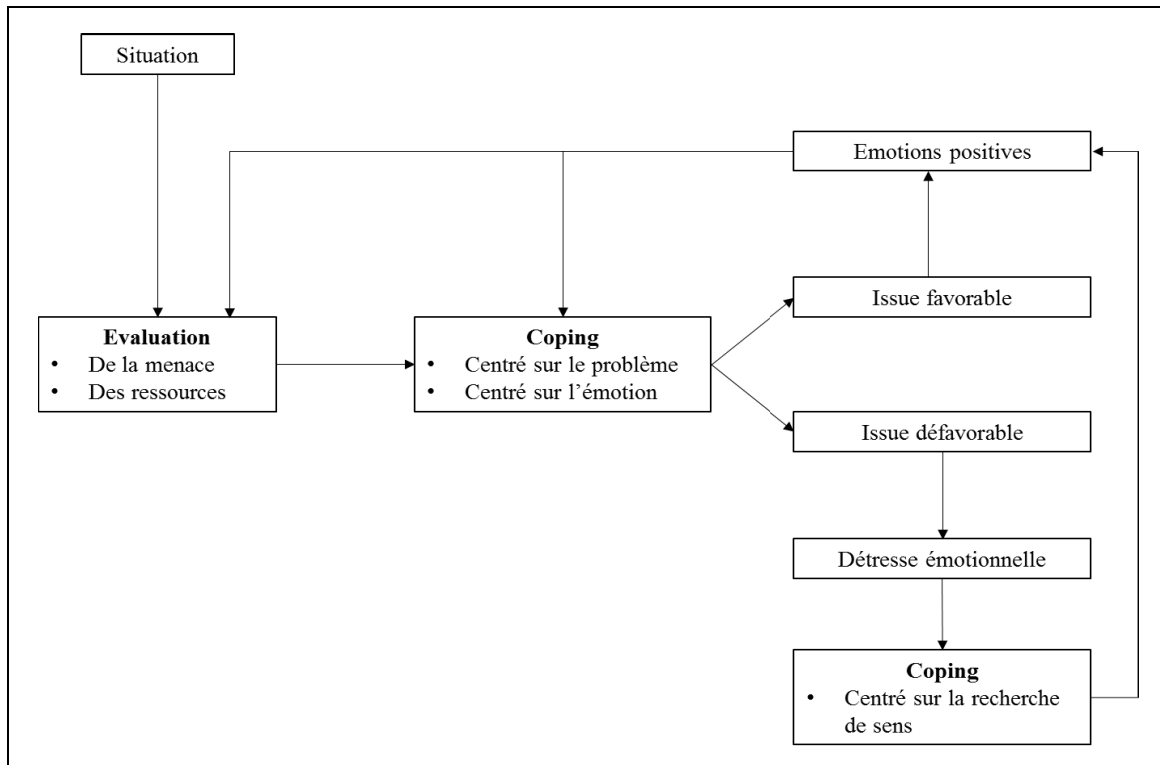 Situation
Emotions positives
Issue favorable
Evaluation
• De la menace
• Des ressources
Coping
• Centré sur le problème
• Centré sur l'émotion
Issue défavorable
Détresse émotionnelle
Coping
• Centré sur la recherche
de sens